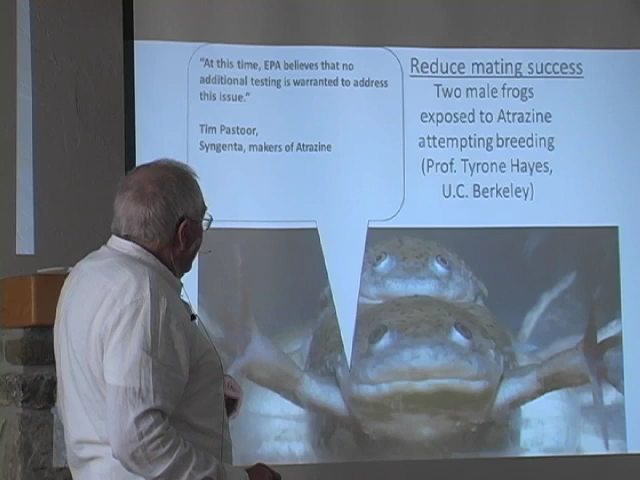 "At this time, EPA believes that no
additional testing is warranted to address
this issue."
Tim Pastoor,
Syngenta, makers of Atrazine
Reduce mating success
Two male frogs
exposed to Atrazine
attempting breeding
(Prof. Tyrone Hayes,
U.C. Berkeley)